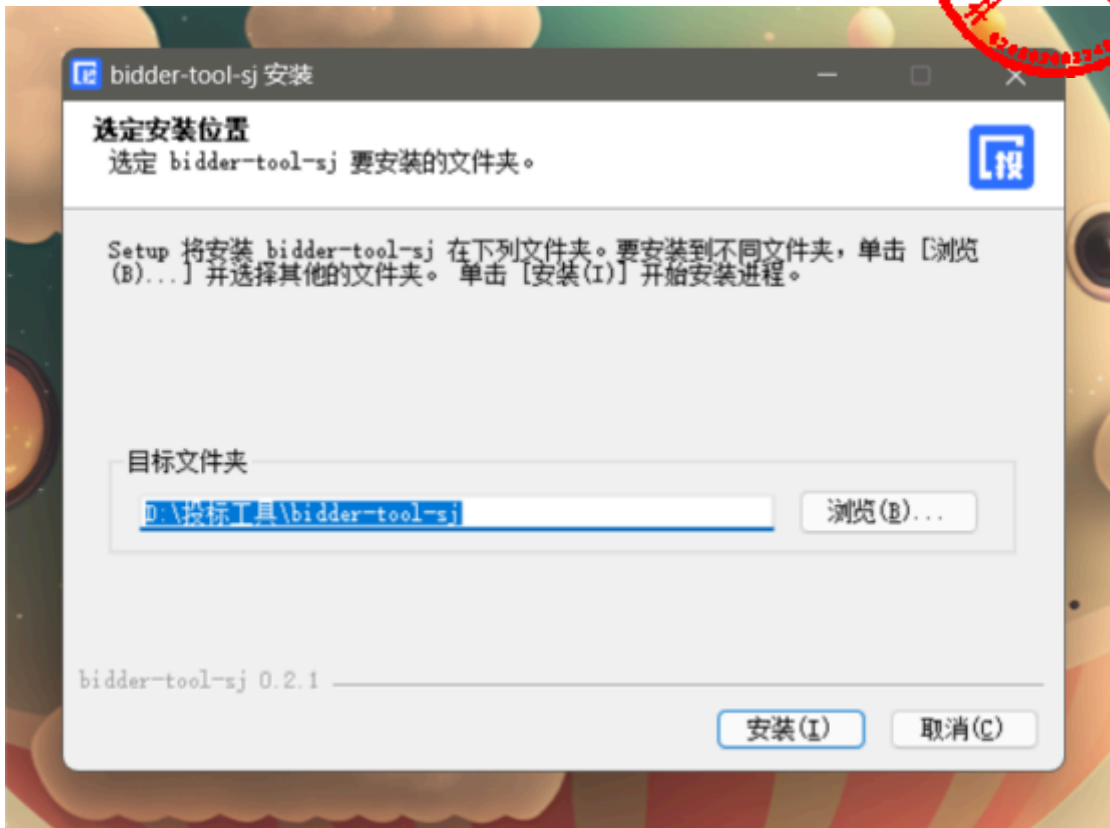 bidder-tool-sj 安装
选定安装位置
选定 bidder-tool-sj 要安装的文件夹。
投
Setup 将安装 bidder-tool-sj 在下列文件夹。要安装到不同文件夹，单击 [浏览
(B)...] 并选择其他的文件夹。 单击 [安装(I)] 开始安装进程。
目标文件夹
D:\投标工具\bidder-tool-sj
浏览(B)...
bidder-tool-sj 0.2.1
安装(I)
取消(C)